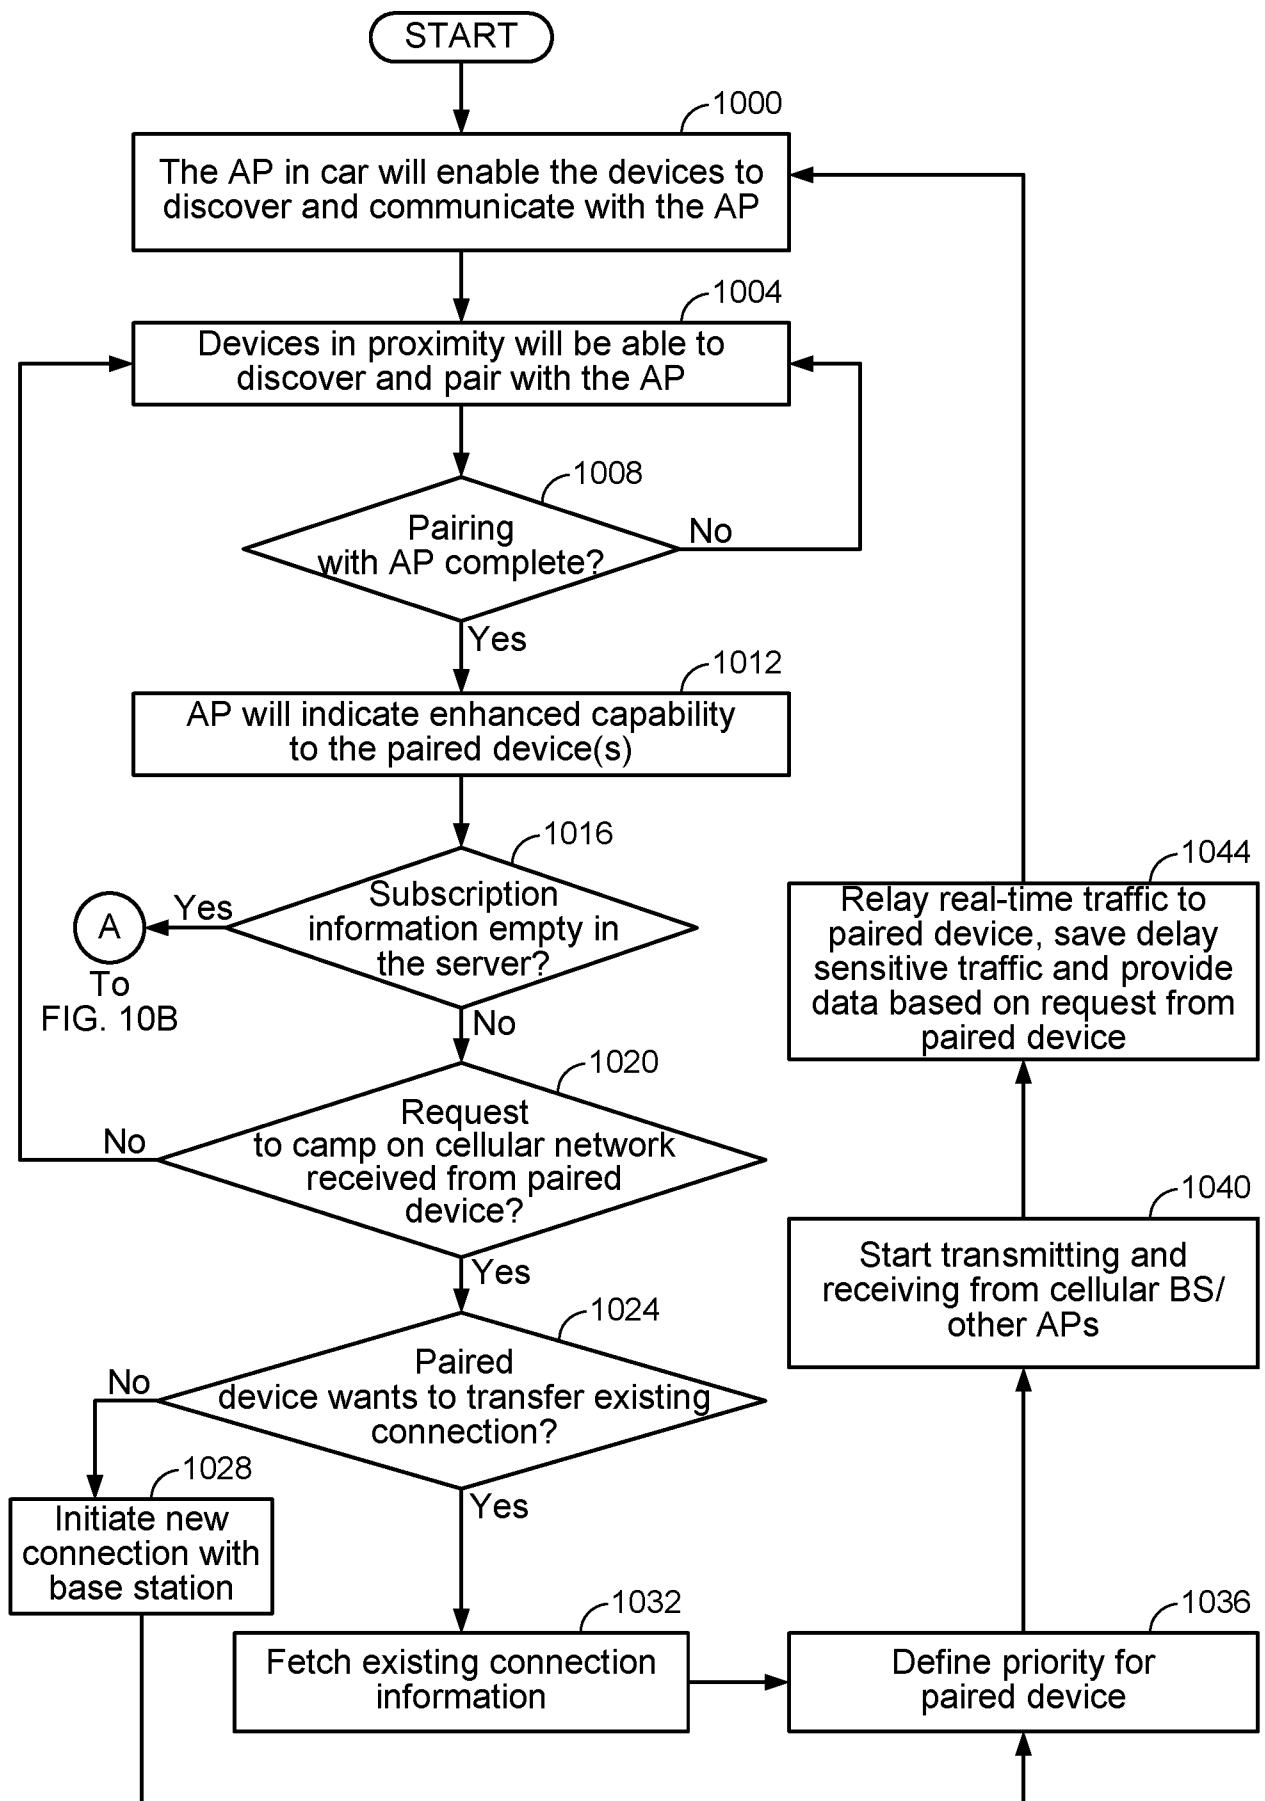 START
1000
The AP in car will enable the devices to
discover and communicate with the AP
1004
Devices in proximity will be able to
discover and pair with the AP
1008
Pairing
with AP complete?
No
Yes
1012
AP will indicate enhanced capability
to the paired device(s)
1016
Subscription
information empty in
the server?
Yes
A
To
FIG. 10B
No
1020
Request
to camp on cellular network
received from paired
device?
No
Yes
1024
Paired
device wants to transfer existing
connection?
No
Yes
1028
Initiate new
connection with
base station
1032
Fetch existing connection
information
1036
Define priority for
paired device
1040
Start transmitting and
receiving from cellular BS/
other APs
1044
Relay real-time traffic to
paired device, save delay
sensitive traffic and provide
data based on request from
paired device